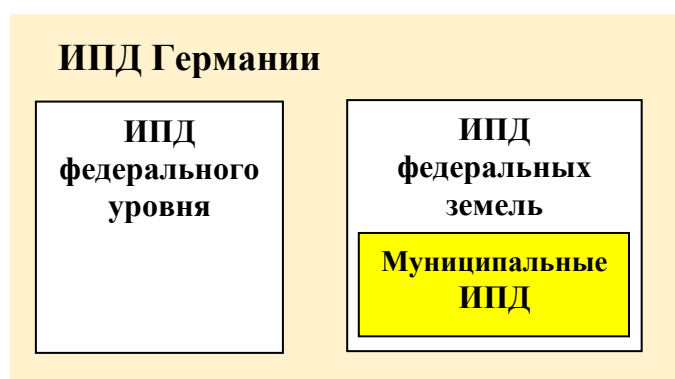 ИПД Германии
ИПД
федерального
уровня
ИПД
федеральных
земель
Муниципальные
ИПД